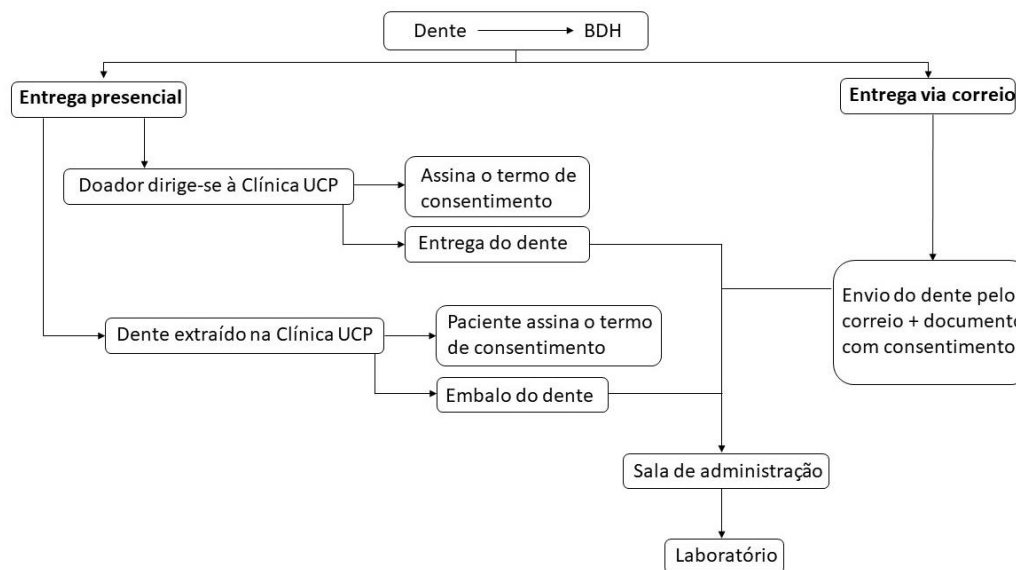 Dente BDH
Entrega presencial
Entrega via correio
Doador dirige-se à Clínica UCP
Assina o termo de
consentimento
Entrega do dente
Envio do dente pelo
correio + documento
com consentimento
Dente extraído na Clínica UCP
Paciente assina o termo
de consentimento
Embalo do dente
Sala de administração
Laboratório